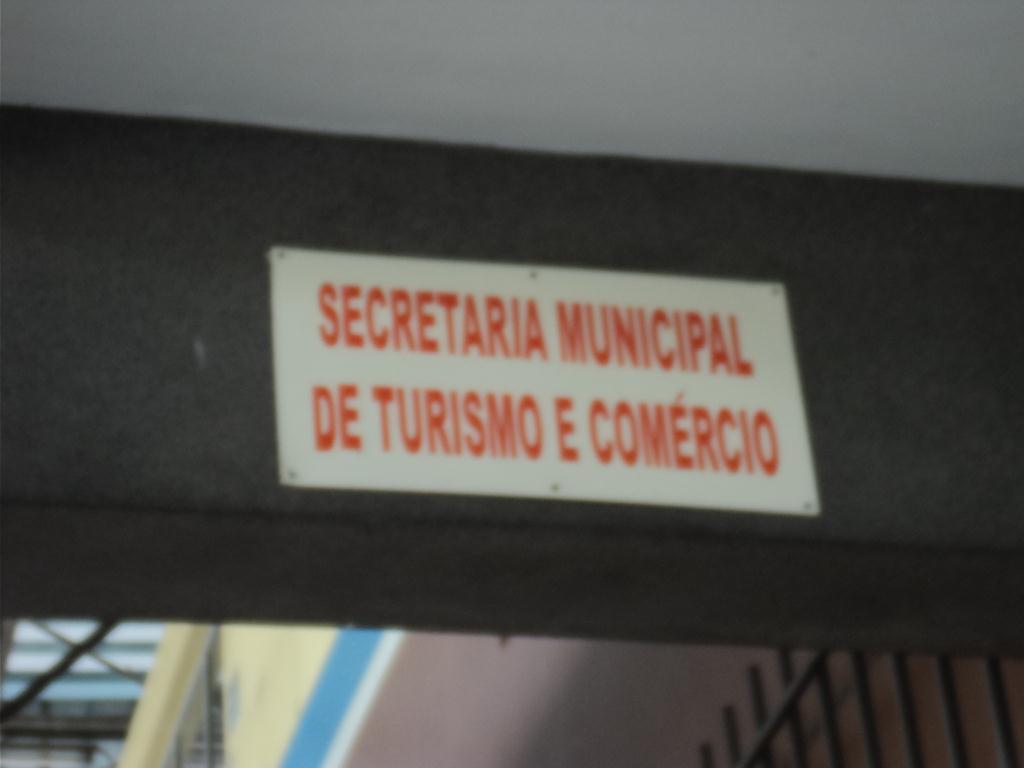 SECRETARIA MUNICIPAL
DE TURISMO E COMÉRCIO